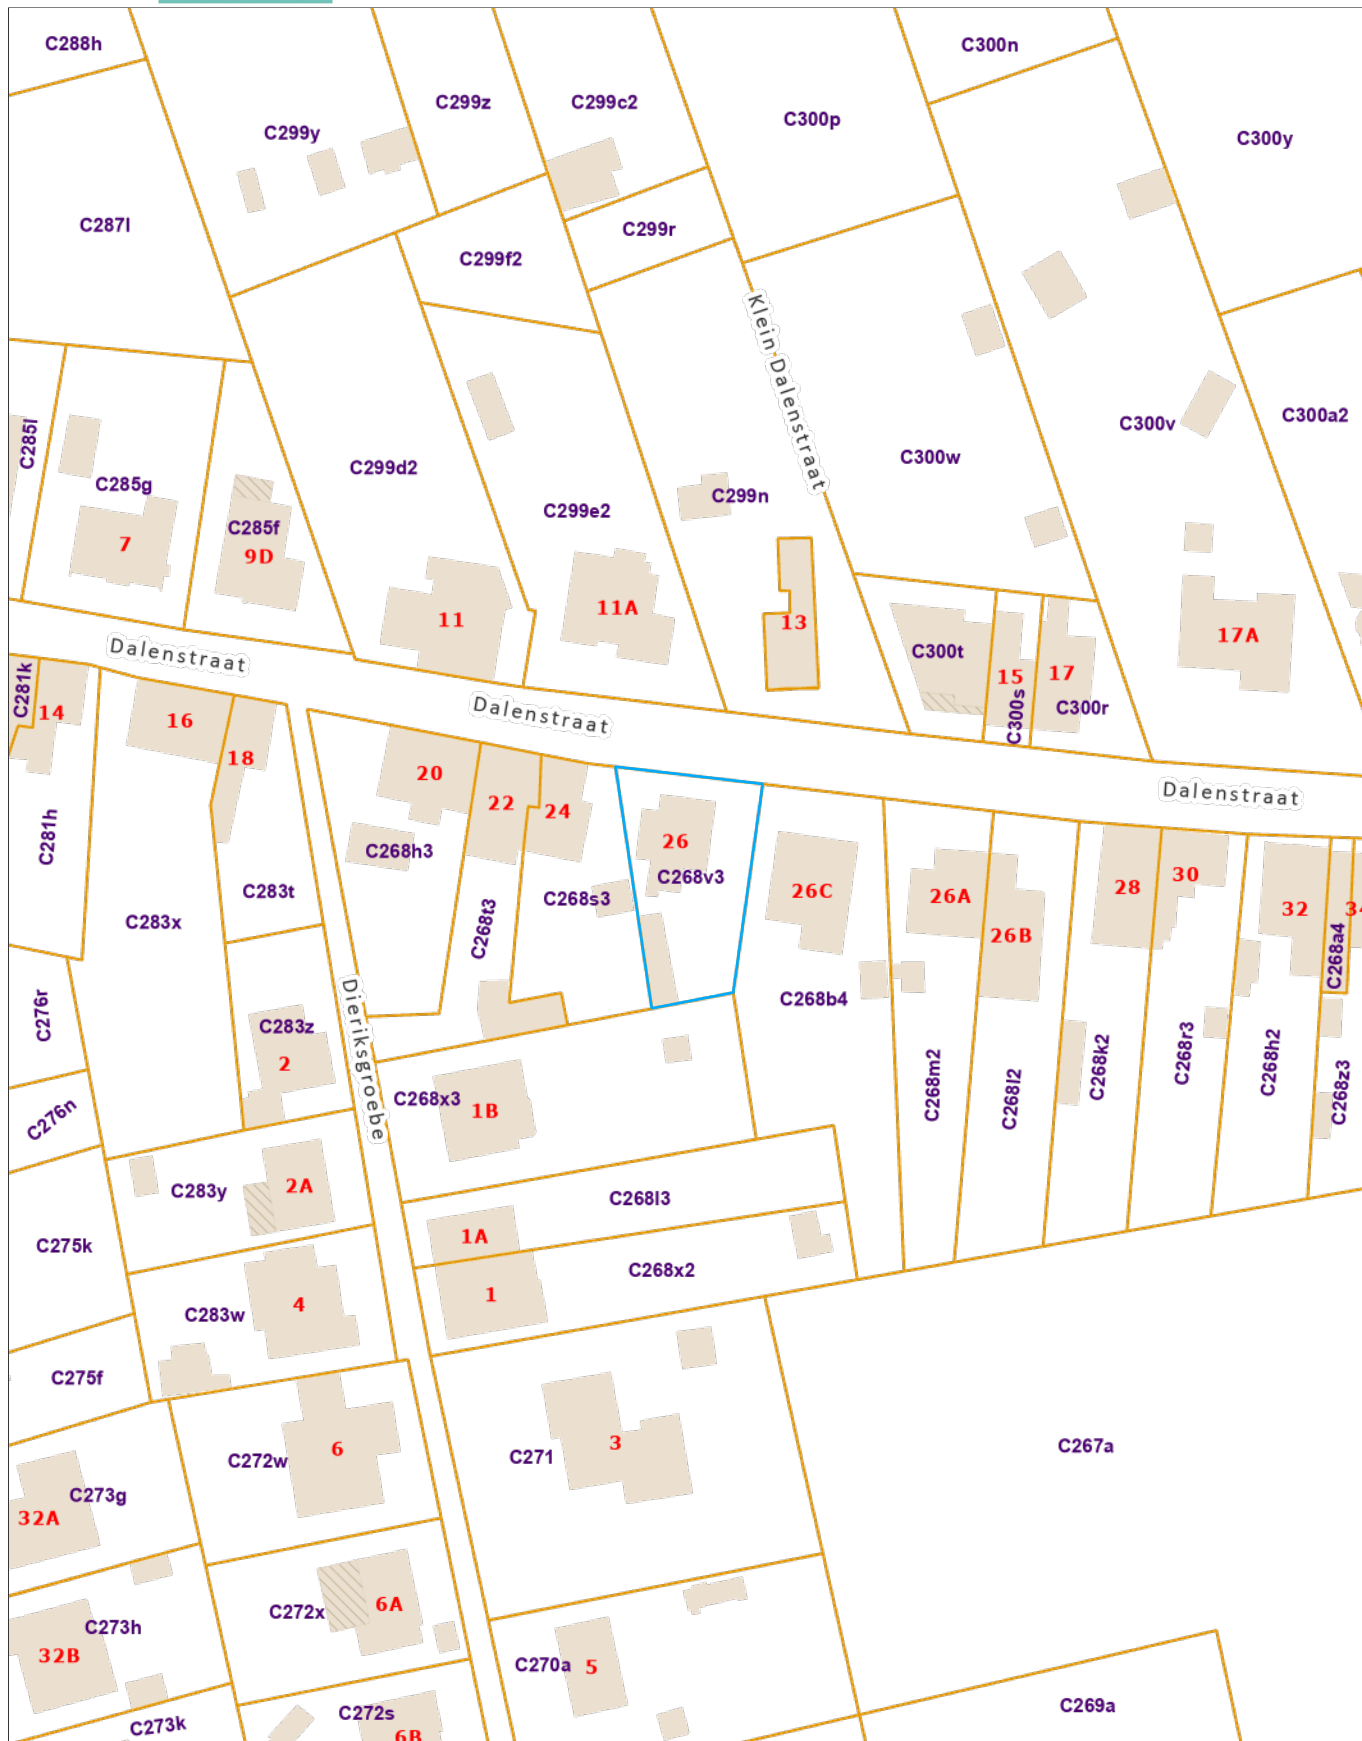 C288h
C299z
C299c2
C300n
C300p
C299y
C300y
C287l
C299r
C299f2
Klein Dalenstraat
C285l
C285g
7
C285f
9D
C299d2
C299e2
C299n
C300w
C300v
C300a2
11
11A
13
C300t
15
C300s
17
C300r
17A
Dalenstraat
Dalenstraat
Dalenstraat
C281k
14
16
18
20
22
24
26
C268v3
26C
26A
26B
28
30
32
34
C268a4
C281h
C283x
C283t
C268h3
C268t3
C268s3
C268b4
C268m2
C268l2
C268k2
C268r3
C268h2
C268z3
C276r
C283z
2
Dieriksgroebe
C268x3
1B
C276n
C283y
2A
C268l3
1A
C275k
C283w
4
1
C268x2
C275f
C272w
6
C271
3
C267a
C273g
32A
C272x
6A
C273h
32B
C270a
5
C273k
C272s
6B
C269a